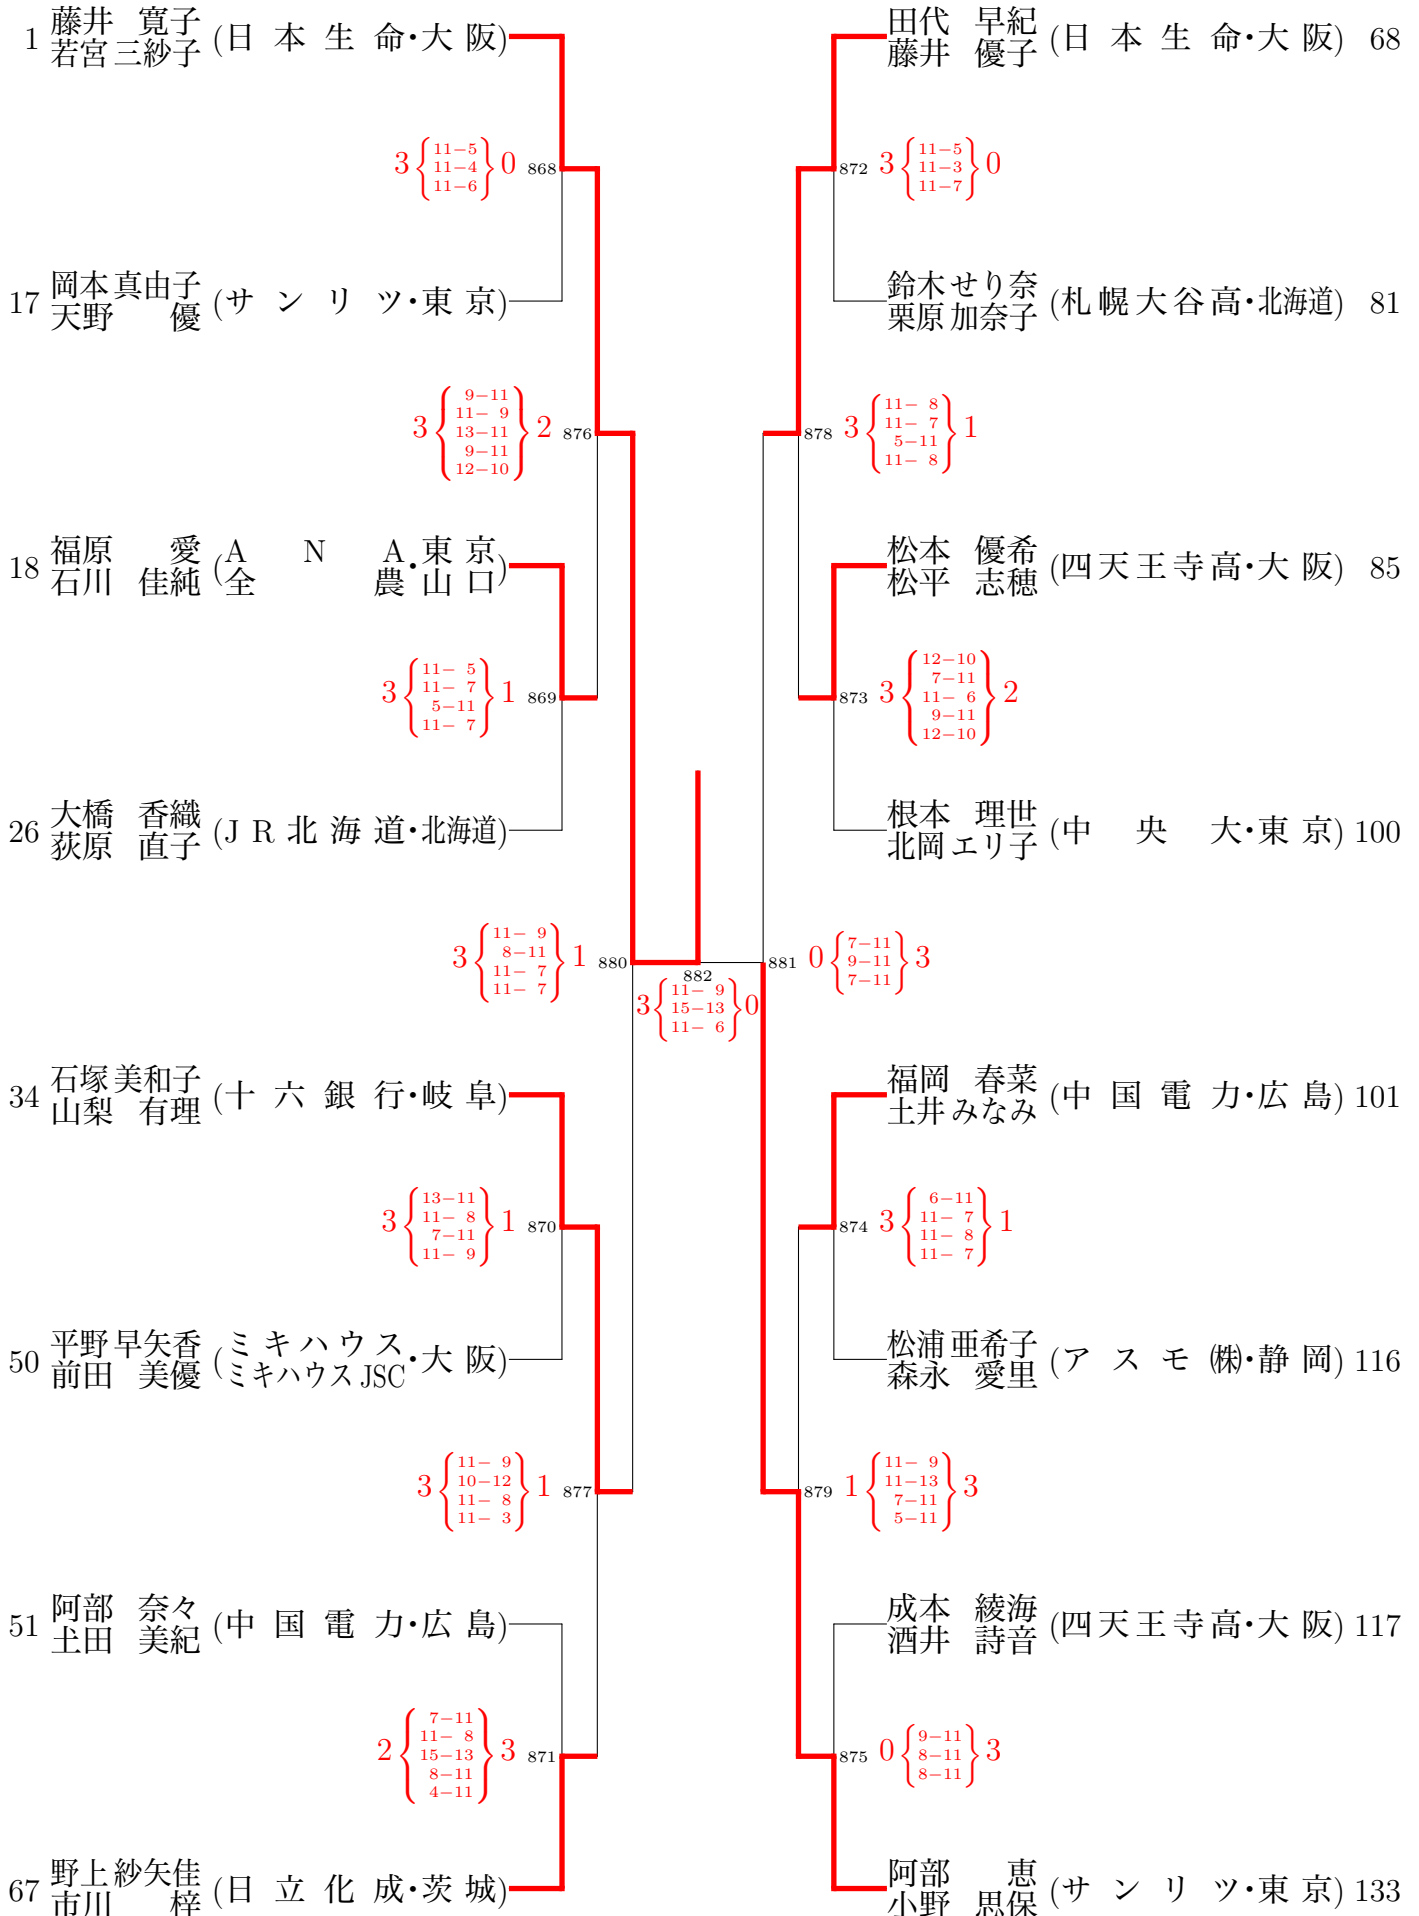 1 藤井 寛子 (日本生命・大阪)
若宮 三紗子
3 11-5 0 868
11-4
11-6
17 岡本 真由子 (サンリツ・東京)
天野 優
3 9-11 2 876
11-9
13-11
9-11
12-10
18 福原 愛 (ANA・東京)
石川 佳純 全農・山口
3 11-5 1 869
11-7
5-11
11-7
26 大橋 香織 (JR北海道・北海道)
荻原 直子
3 11-9 1 880
8-11
11-7
11-7
34 石塚 美和子 (十六銀行・岐阜)
山梨 有理
3 13-11 1 870
11-8
7-11
11-9
50 平野 早矢香 (ミキハウス・大阪)
前田 美優 ミキハウスJSC
3 11-9 1 877
10-12
11-8
11-3
51 阿部 奈々 (中国電力・広島)
土田 美紀
2 7-11 3 871
11-8
15-13
8-11
4-11
67 野上 紗矢佳 (日立化成・茨城)
市川 梓
882
3 11-9 0
15-13
11-6
田代 早紀 (日本生命・大阪) 68
藤井 優子
872 3 11-5 0
11-3
11-7
鈴木 せり奈 (札幌大谷高・北海道) 81
栗原 加奈子
878 3 11-8 1
11-7
5-11
11-8
松本 優希 (四天王寺高・大阪) 85
松平 志穂
873 3 12-10 2
7-11
11-6
9-11
12-10
根本 理世 (中央大・東京) 100
北岡 エリ子
881 0 7-11 3
9-11
7-11
福岡 春菜 (中国電力・広島) 101
土井 みなみ
874 3 6-11 1
11-7
11-8
11-7
松浦 亜希子 (アスモ㈱・静岡) 116
森永 愛里
879 1 11-9 3
11-13
7-11
5-11
成本 綾海 (四天王寺高・大阪) 117
酒井 詩音
875 0 9-11 3
8-11
8-11
阿部 恵 (サンリツ・東京) 133
小野 思保